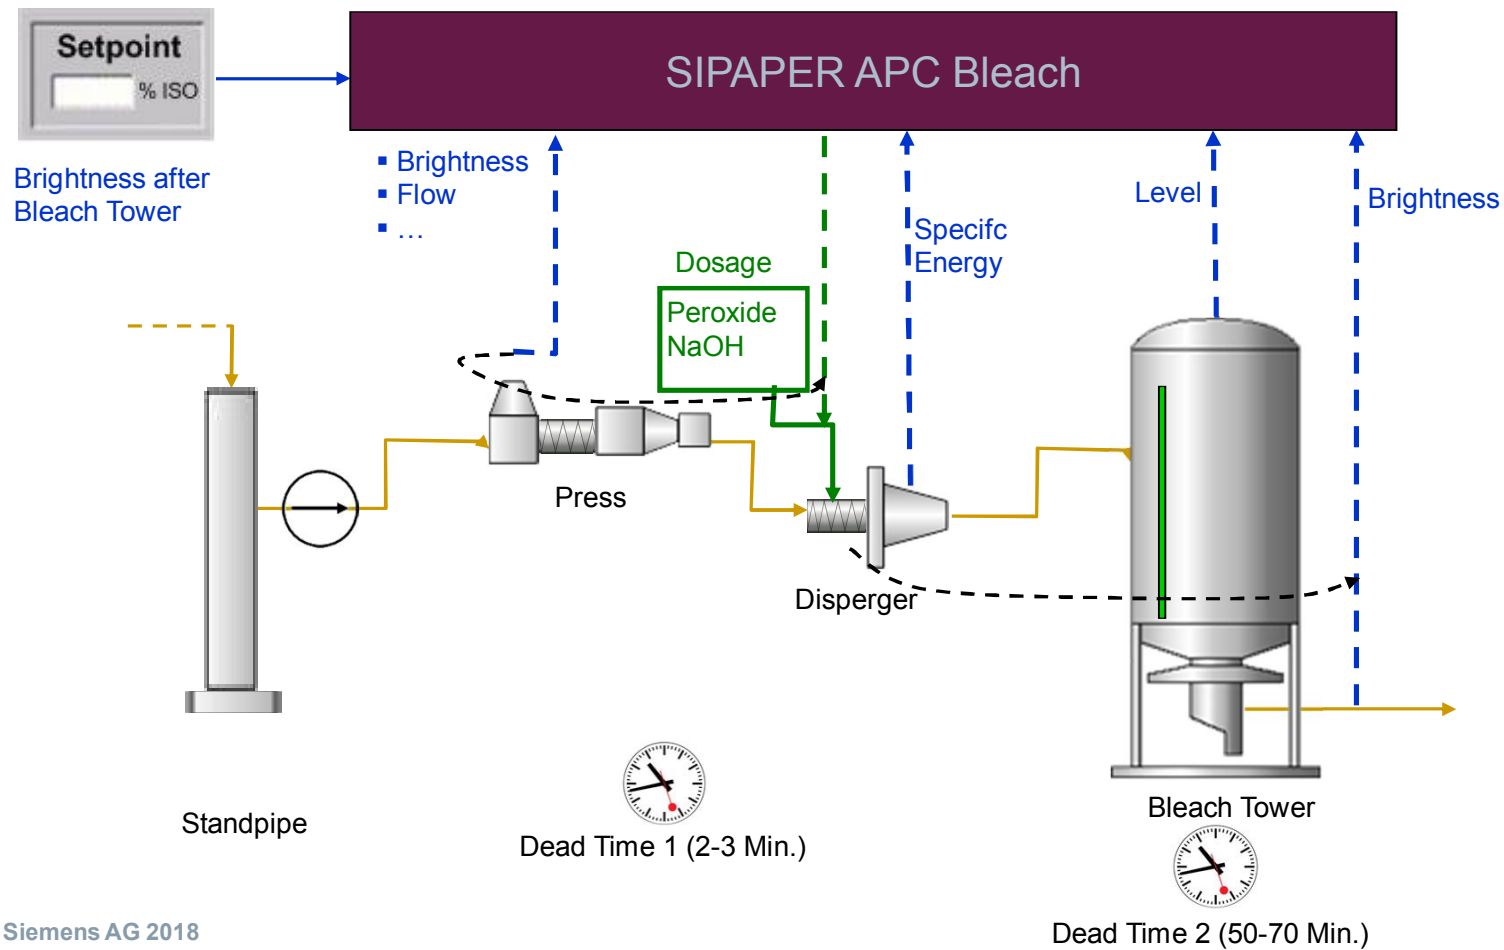 Setpoint
% ISO
SIPAPER APC Bleach
Brightness after
Bleach Tower
▪ Brightness
▪ Flow
▪ ...
Level
Brightness
Specifc
Energy
Dosage
Peroxide
NaOH
Press
Disperger
Standpipe
Bleach Tower
Dead Time 1 (2-3 Min.)
Dead Time 2 (50-70 Min.)
Siemens AG 2018